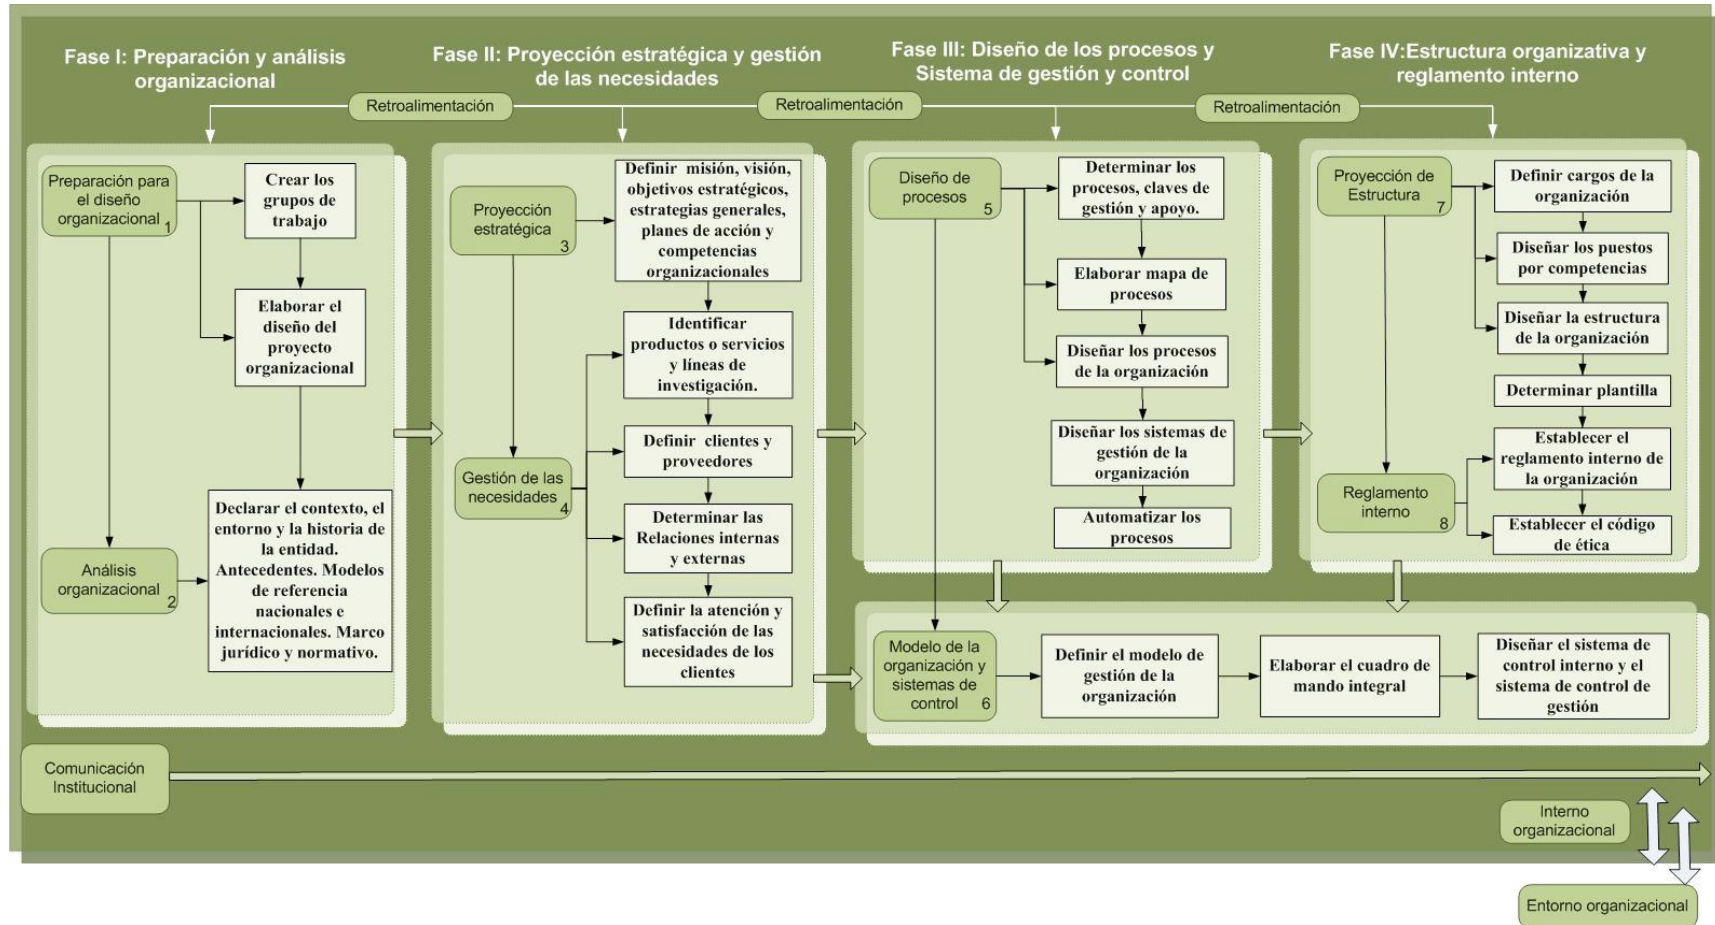 Fase I: Preparación y análisis
organizacional
Fase II: Proyección estratégica y gestión
de las necesidades
Fase III: Diseño de los procesos y
Sistema de gestión y control
Fase IV:Estructura organizativa y
reglamento interno
Retroalimentación
Retroalimentación
Retroalimentación
Preparación para
el diseño
organizacional
1
Crear los
grupos de
trabajo
Elaborar el
diseño del
proyecto
organizacional
Análisis
organizacional
2
Declarar el contexto, el
entorno y la historia de
la entidad.
Antecedentes. Modelos
de referencia
nacionales e
internacionales. Marco
jurídico y normativo.
Proyección
estratégica
3
Definir misión, visión,
objetivos estratégicos,
estrategias generales,
planes de acción y
competencias
organizacionales
Identificar
productos o servicios
y líneas de
investigación.
Gestión de las
necesidades
4
Definir clientes y
proveedores
Determinar las
Relaciones internas
y externas
Definir la atención y
satisfacción de las
necesidades de los
clientes
Diseño de
procesos
5
Determinar los
procesos, claves de
gestión y apoyo.
Elaborar mapa de
procesos
Diseñar los procesos
de la organización
Diseñar los sistemas de
gestión de la
organización
Automatizar los
procesos
Proyección de
Estructura
7
Definir cargos de la
organización
Diseñar los puestos
por competencias
Diseñar la estructura
de la organización
Determinar plantilla
Reglamento
interno
8
Establecer el
reglamento interno de
la organización
Establecer el código
de ética
Modelo de la
organización y
sistemas de
control
6
Definir el modelo de
gestión de la
organización
Elaborar el cuadro de
mando integral
Diseñar el sistema de
control interno y el
sistema de control de
gestión
Comunicación
Institucional
Interno
organizacional
Entorno organizacional